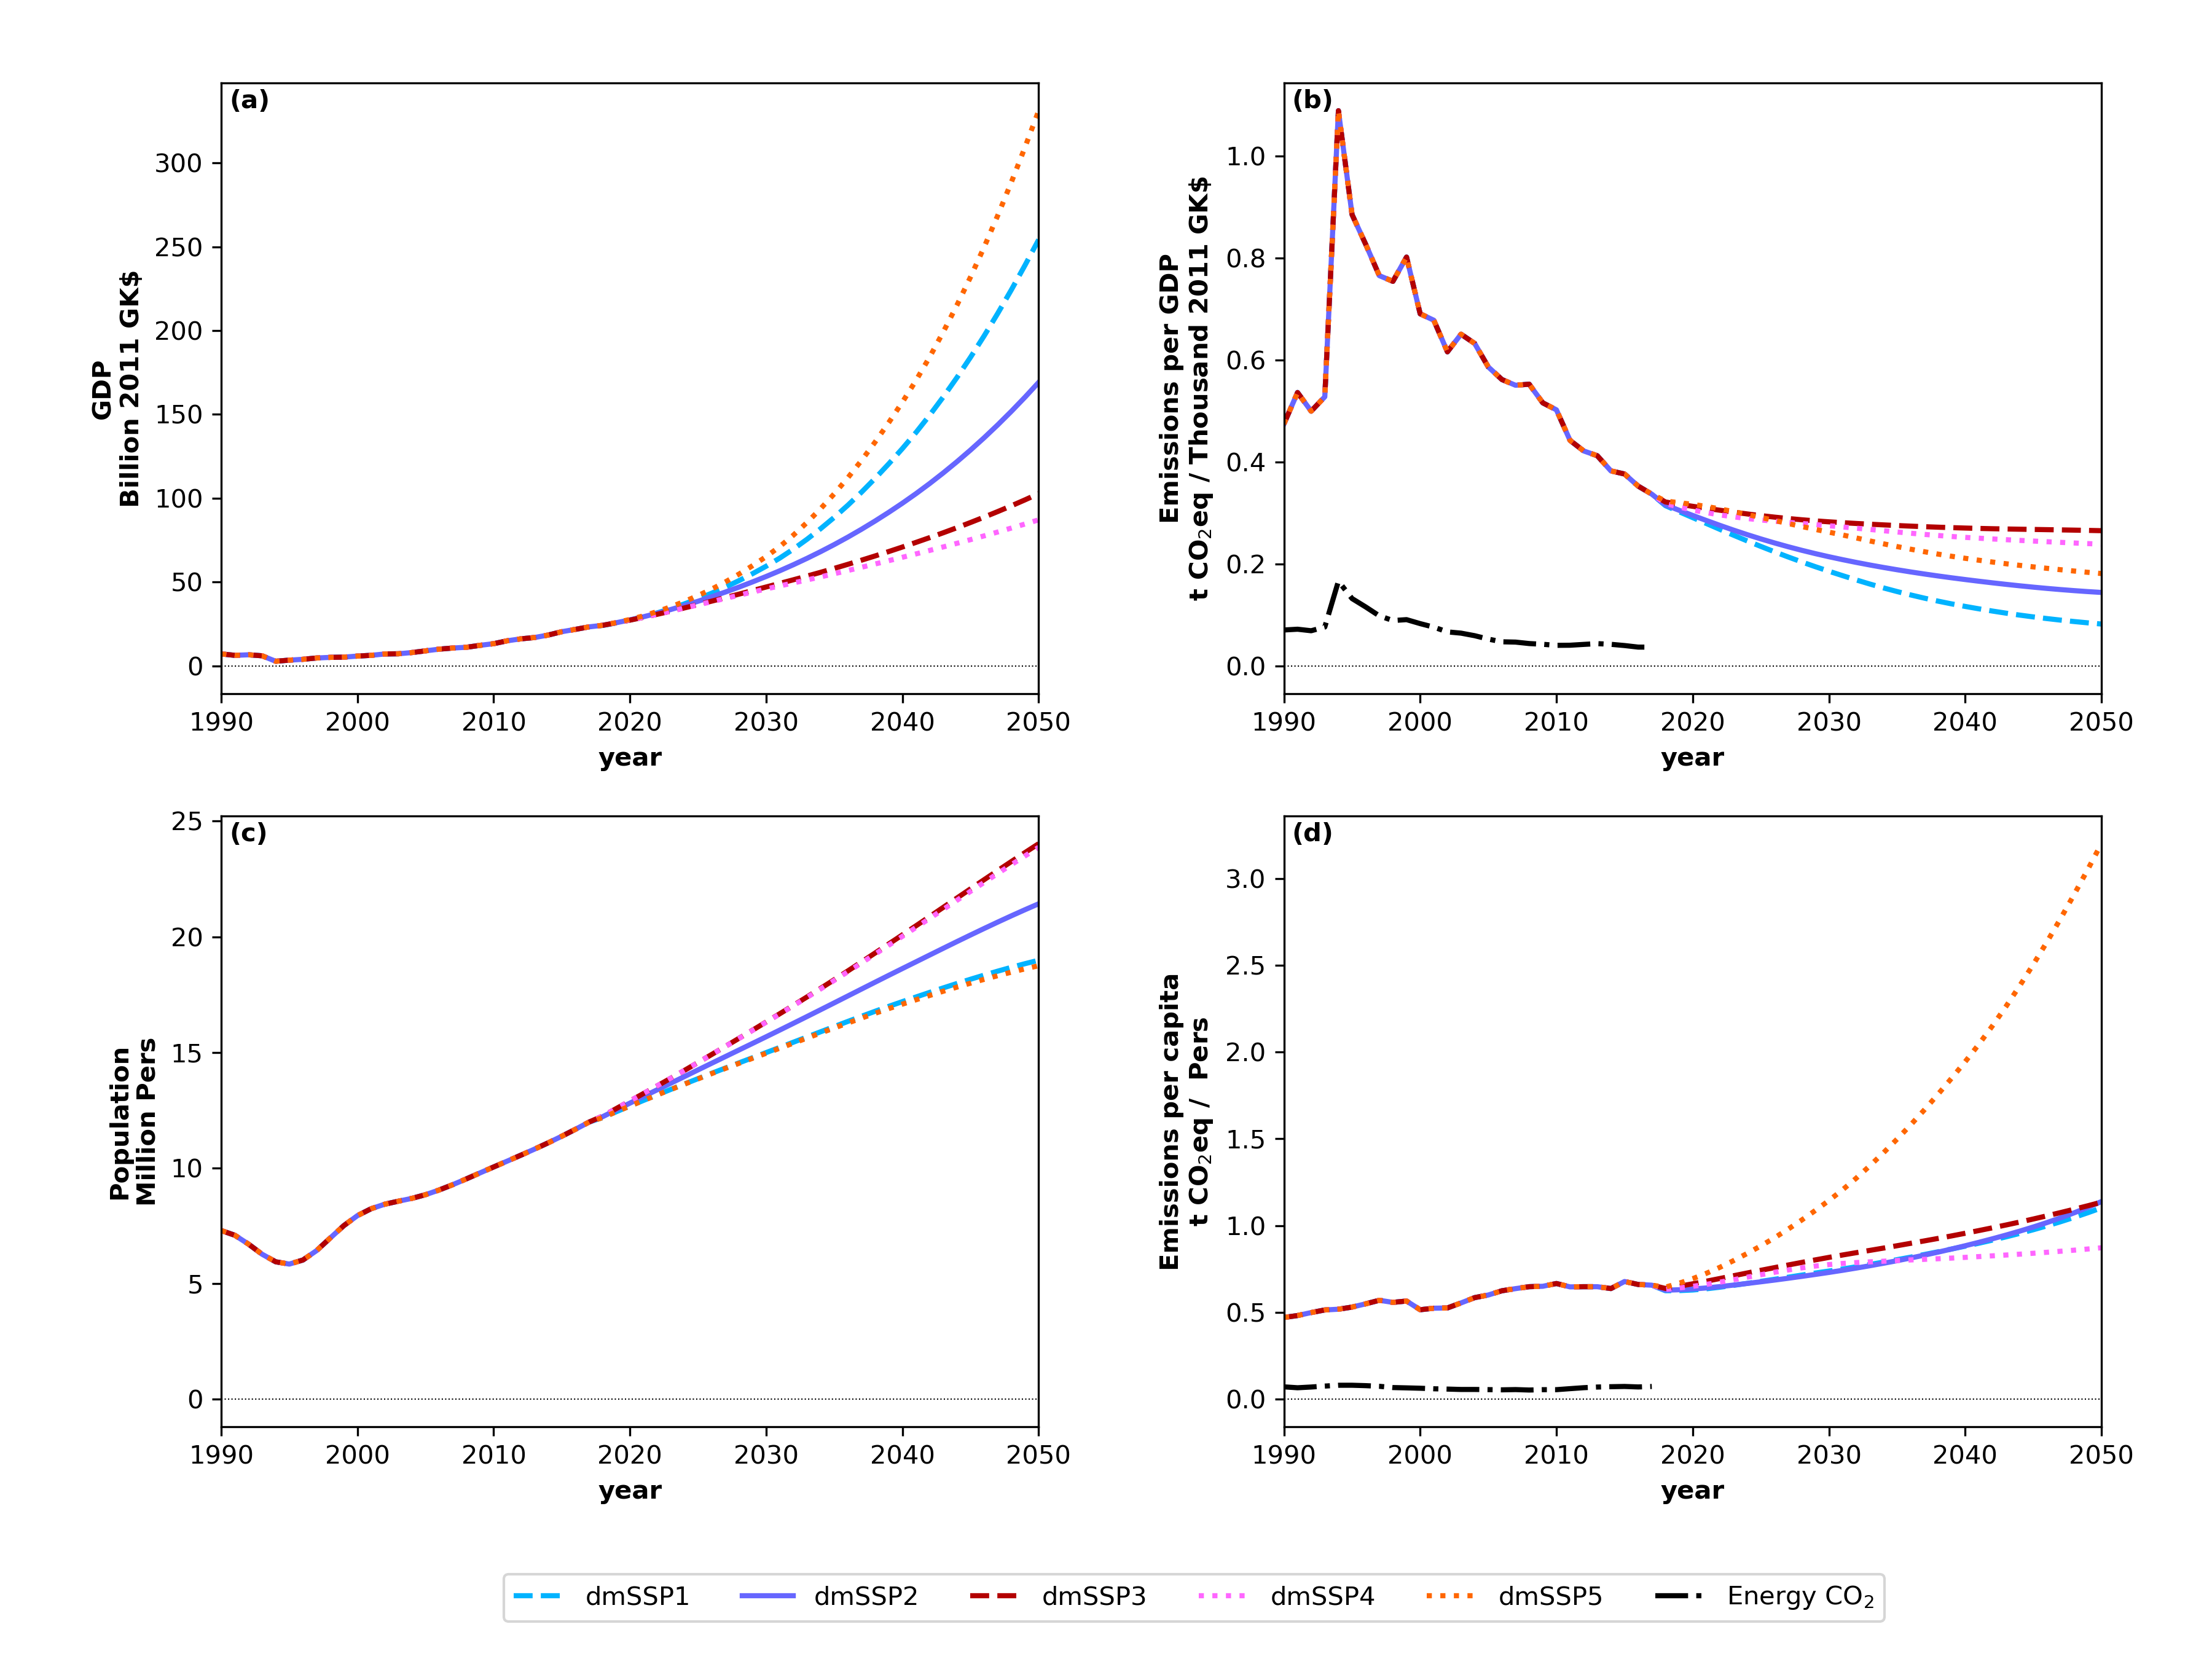 (a)
GDP
Billion 2011 GK$
300
250
200
150
100
50
0
1990 2000 2010 2020 2030 2040 2050
year
(b)
Emissions per GDP
t CO₂eq / Thousand 2011 GK$
1.0
0.8
0.6
0.4
0.2
0.0
1990 2000 2010 2020 2030 2040 2050
year
(c)
Population
Million Pers
25
20
15
10
5
0
1990 2000 2010 2020 2030 2040 2050
year
(d)
Emissions per capita
t CO₂eq / Pers
3.0
2.5
2.0
1.5
1.0
0.5
0.0
1990 2000 2010 2020 2030 2040 2050
year
dmSSP1 dmSSP2 dmSSP3 dmSSP4 dmSSP5 Energy CO₂